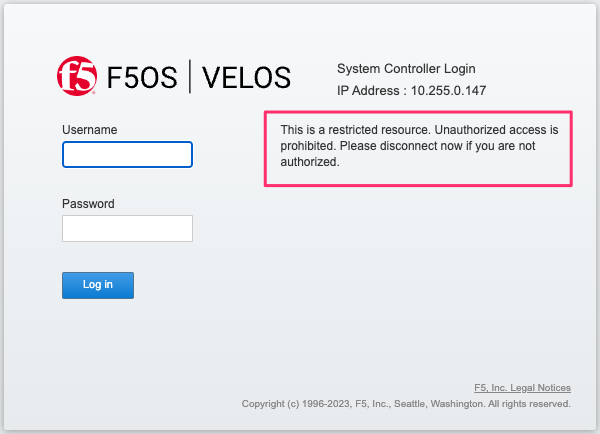 f5 F5OS | VELOS
System Controller Login
IP Address : 10.255.0.147
Username
This is a restricted resource. Unauthorized access is
prohibited. Please disconnect now if you are not
authorized.
Password
Log in
F5, Inc. Legal Notices
Copyright (c) 1996-2023, F5, Inc., Seattle, Washington. All rights reserved.